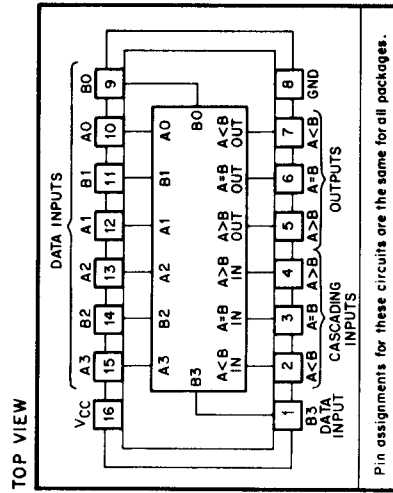 TOP VIEW
DATA INPUTS
VCC A3 B2 A2 A1 B1 A0 B0
16 15 14 13 12 11 10 9
A3 B2 A2 A1 B1 A0
B3 B0
A<B A=B A>B A>B A=B A<B
IN IN IN OUT OUT OUT
1 2 3 4 5 6 7 8
B3 A<B A=B A>B A>B A=B A<B GND
DATA INPUT
CASCADING INPUTS
OUTPUTS
Pin assignments for these circuits are the same for all packages.